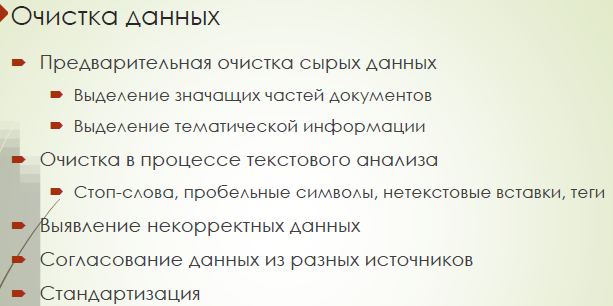 Очистка данных
Предварительная очистка сырых данных
Выделение значащих частей документов
Выделение тематической информации
Очистка в процессе текстового анализа
Стоп-слова, пробельные символы, нетекстовые вставки, теги
Выявление некорректных данных
Согласование данных из разных источников
Стандартизация